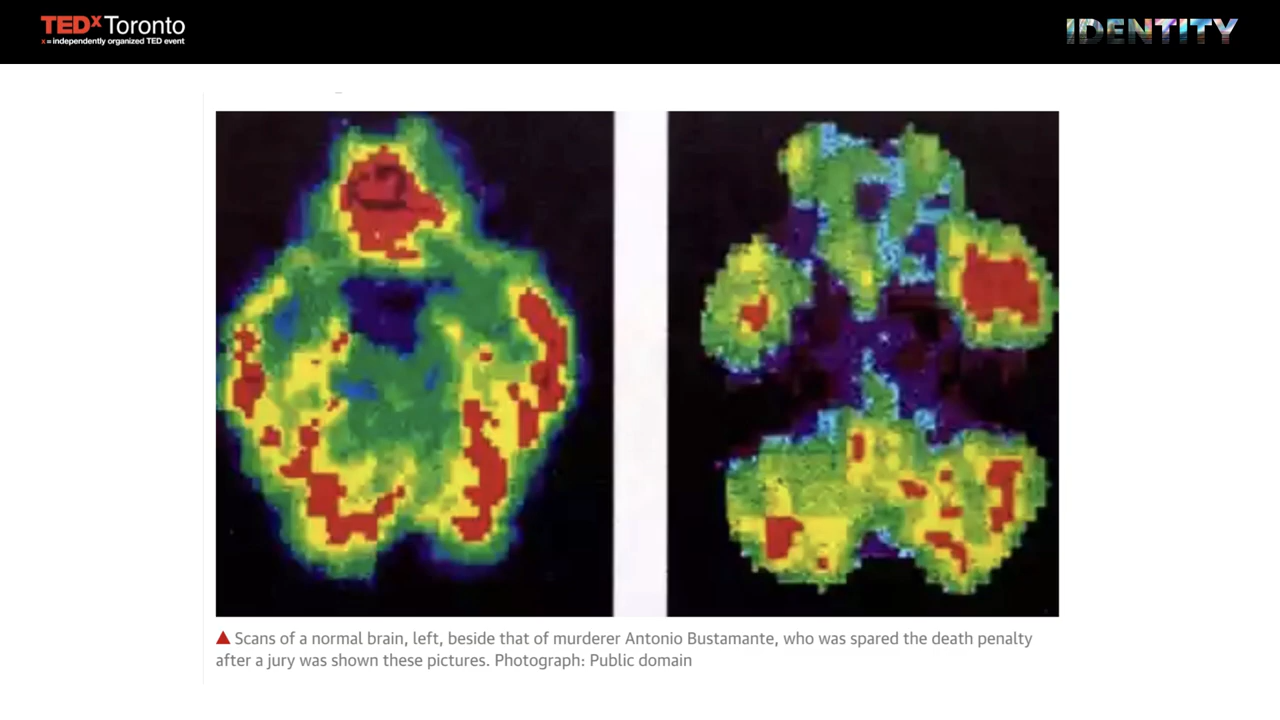 TEDxToronto
x = independently organized TED event
IDENTITY
Scans of a normal brain, left, beside that of murderer Antonio Bustamante, who was spared the death penalty
after a jury was shown these pictures. Photograph: Public domain